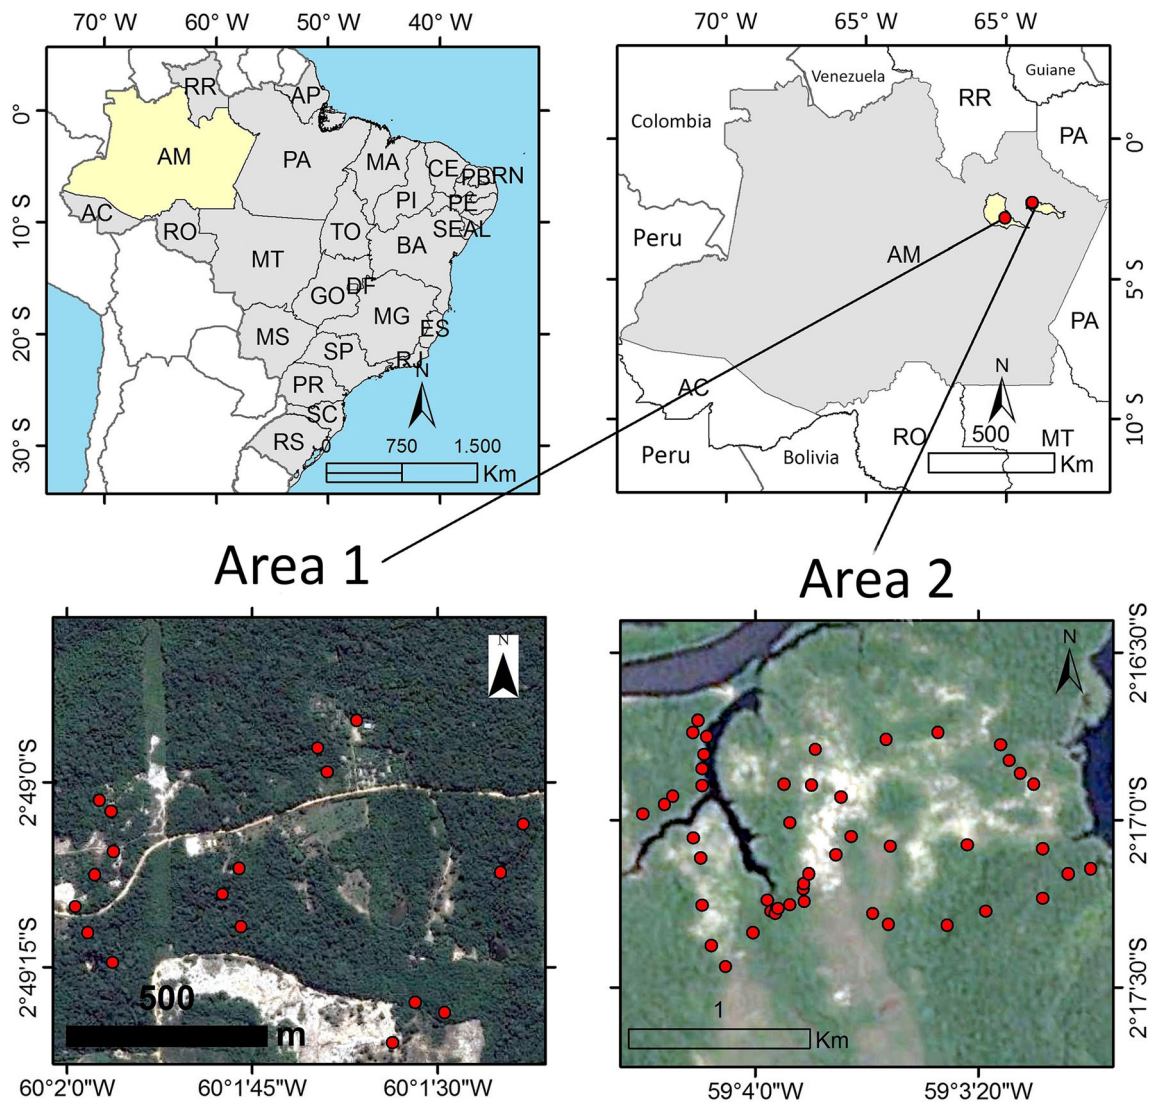 70° W 60° W 50° W 40° W
0°
10°S
20°S
30°S
RR
AP
AM
PA
MA
CE
RN
PB
PI
PE
AC
RO
TO
SE
AL
BA
MT
DF
GO
MG
MS
ES
SP
RJ
PR
SC
RS
N
0 750 1.500
Km
70° W 65° W 65° W
Venezuela
Guiane
Colombia
RR
PA
0°
Peru
AM
5°S
PA
AC
N
RO
500
MT
10°S
Peru
Bolivia
Km
70° W 65° W 65° W
Area 1
Area 2
N
2°49'0"S
2°49'15"S
500
m
60°2'0"W 60°1'45"W 60°1'30"W
N
2°16'30"S
2°17'0"S
2°17'30"S
1
Km
59°4'0"W 59°3'20"W